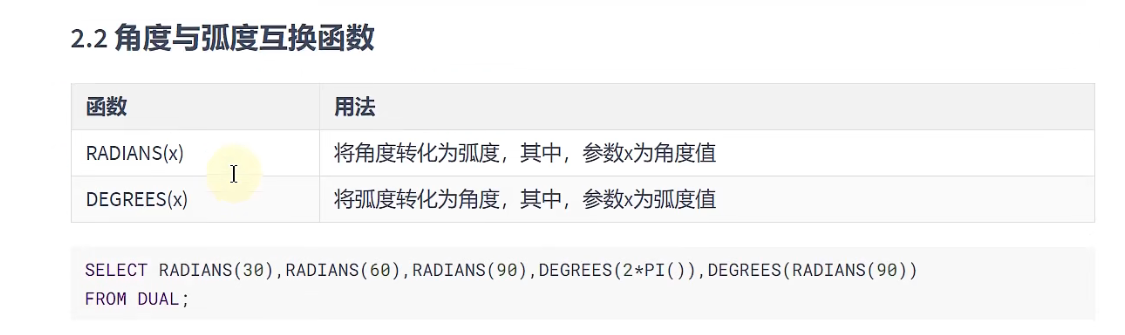 2.2 角度与弧度互换函数
函数 用法
RADIANS(x) 将角度转化为弧度，其中，参数x为角度值
DEGREES(x) 将弧度转化为角度，其中，参数x为弧度值
SELECT RADIANS(30),RADIANS(60),RADIANS(90),DEGREES(2*PI()),DEGREES(RADIANS(90))
FROM DUAL;